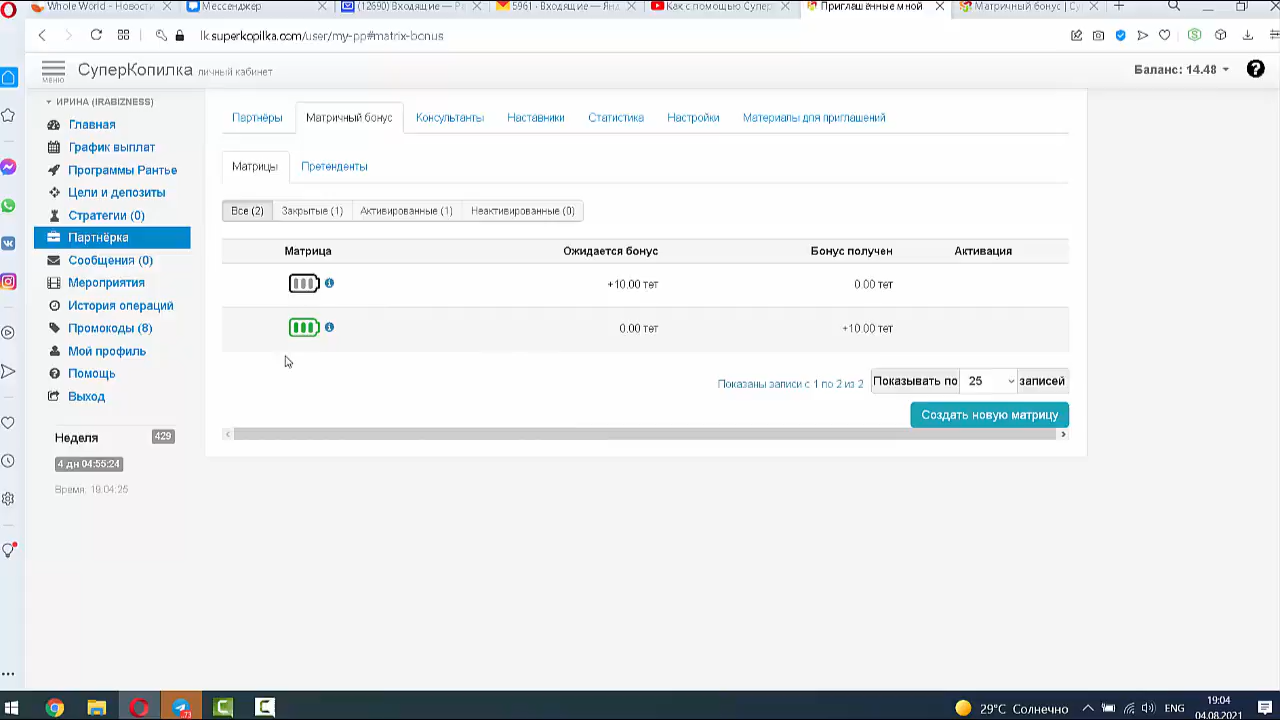 Whole World - Новост
Мессенджер
(12690) Входящие — Р
5961 · Входящие — Янд
Как с помощью Супер
Приглашённые мной
Матричный бонус | Су
lk.superkopilka.com/user/my-pp#matrix-bonus
МЕНЮ
СуперКопилка личный кабинет
Баланс: 14.48
ИРИНА (IRABIZNESS)
Главная
График выплат
Программы Рантье
Цели и депозиты
Стратегии (0)
Партнёрка
Сообщения (0)
Мероприятия
История операций
Промокоды (8)
Мой профиль
Помощь
Выход
Неделя 429
4 дн 04:55:24
Время: 19:04:25
Партнёры Матричный бонус Консультанты Наставники Статистика Настройки Материалы для приглашений
Матрицы Претенденты
Все (2) Закрытые (1) Активированные (1) Неактивированные (0)
Матрица Ожидается бонус Бонус получен Активация
+10.00 тет 0.00 тет
0.00 тет +10.00 тет
Показаны записи с 1 по 2 из 2 Показывать по 25 записей
Создать новую матрицу
73
29°C Солнечно
ENG
19:04
04.08.2021